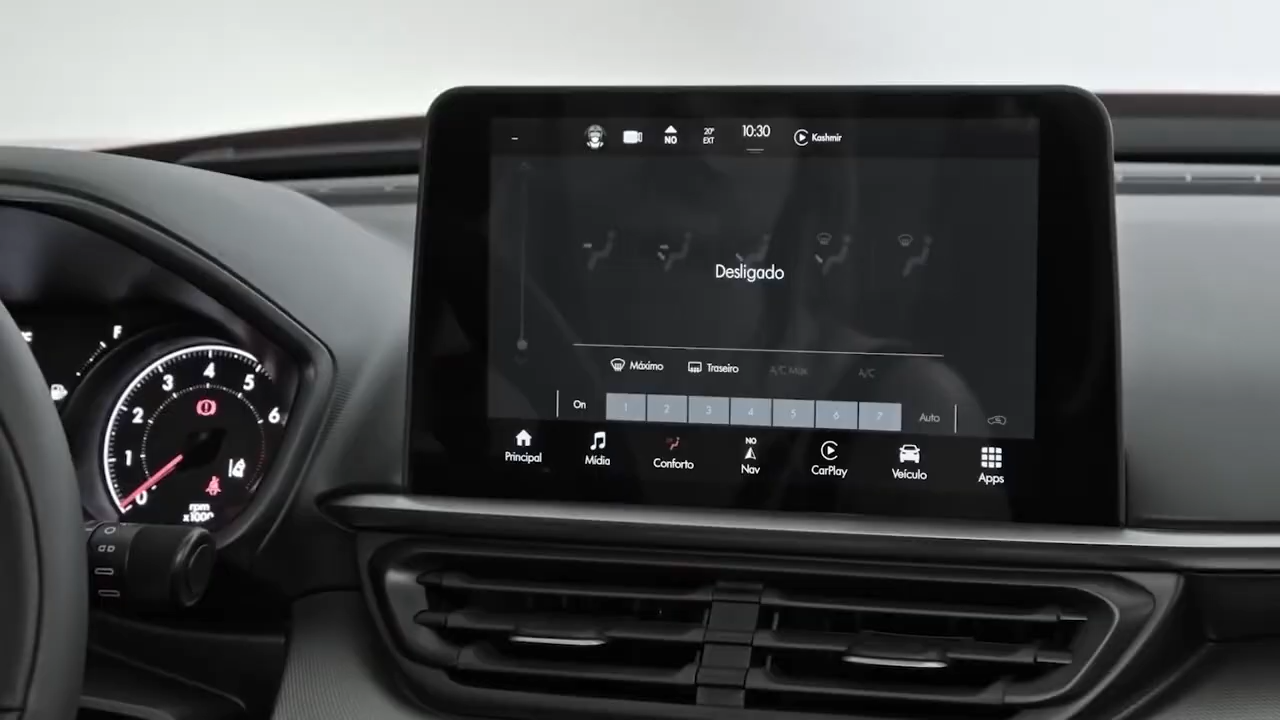 NO
20°
EXT
10:30
Kashmir
Desligado
Máximo
Traseiro
A/C Máx
A/C
On
1
2
3
4
5
6
7
Auto
Principal
Mídia
Conforto
NO
Nav
CarPlay
Veículo
Apps
F
0
1
2
3
4
5
6
rpm
x1000